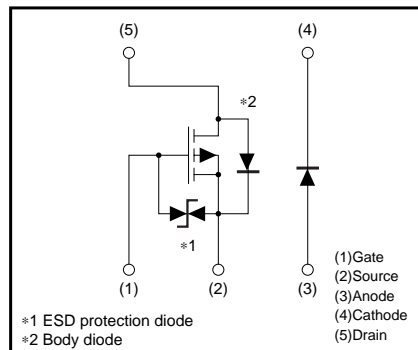 (5) (4)
∗2
∗1
(1) (2) (3)
(1)Gate
(2)Source
(3)Anode
(4)Cathode
(5)Drain
∗1 ESD protection diode
∗2 Body diode